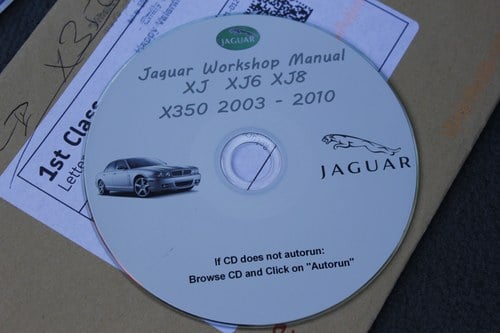 JAGUAR
Jaguar Workshop Manual
XJ XJ6 XJ8
X350 2003 - 2010
JAGUAR
If CD does not autorun:
Browse CD and Click on "Autorun"
1st Class
Letter
X35